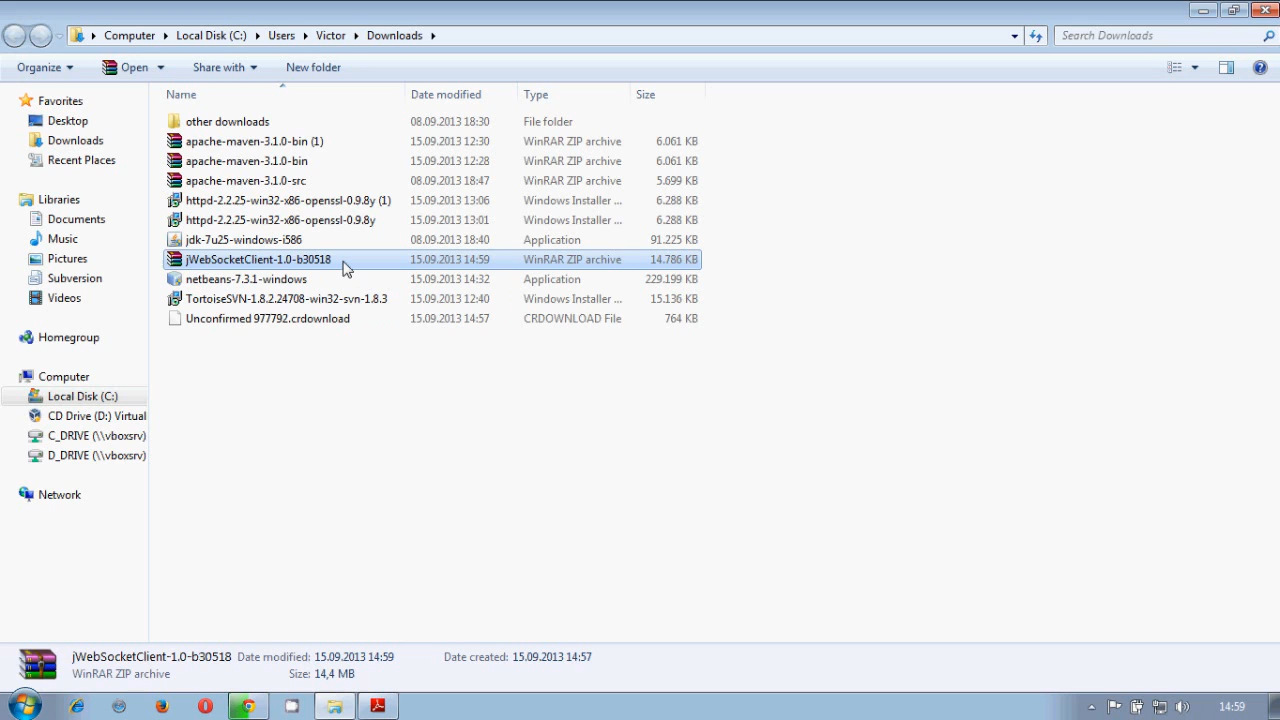 Computer Local Disk (C:) Users Victor Downloads Search Downloads
Organize Open Share with New folder
Name Date modified Type Size
Favorites
Desktop
Downloads
Recent Places
Libraries
Documents
Music
Pictures
Subversion
Videos
Homegroup
Computer
Local Disk (C:)
CD Drive (D:) Virtual
C_DRIVE (\\vboxsrv)
D_DRIVE (\\vboxsrv)
Network
other downloads 08.09.2013 18:30 File folder
apache-maven-3.1.0-bin (1) 15.09.2013 12:30 WinRAR ZIP archive 6.061 KB
apache-maven-3.1.0-bin 15.09.2013 12:28 WinRAR ZIP archive 6.061 KB
apache-maven-3.1.0-src 08.09.2013 18:47 WinRAR ZIP archive 5.699 KB
httpd-2.2.25-win32-x86-openssl-0.9.8y (1) 15.09.2013 13:06 Windows Installer ... 6.288 KB
httpd-2.2.25-win32-x86-openssl-0.9.8y 15.09.2013 13:01 Windows Installer ... 6.288 KB
jdk-7u25-windows-i586 08.09.2013 18:40 Application 91.225 KB
jWebSocketClient-1.0-b30518 15.09.2013 14:59 WinRAR ZIP archive 14.786 KB
netbeans-7.3.1-windows 15.09.2013 14:32 Application 229.199 KB
TortoiseSVN-1.8.2.24708-win32-svn-1.8.3 15.09.2013 12:40 Windows Installer ... 15.136 KB
Unconfirmed 977792.crdownload 15.09.2013 14:57 CRDOWNLOAD File 764 KB
jWebSocketClient-1.0-b30518 Date modified: 15.09.2013 14:59 Date created: 15.09.2013 14:57
WinRAR ZIP archive Size: 14,4 MB
14:59